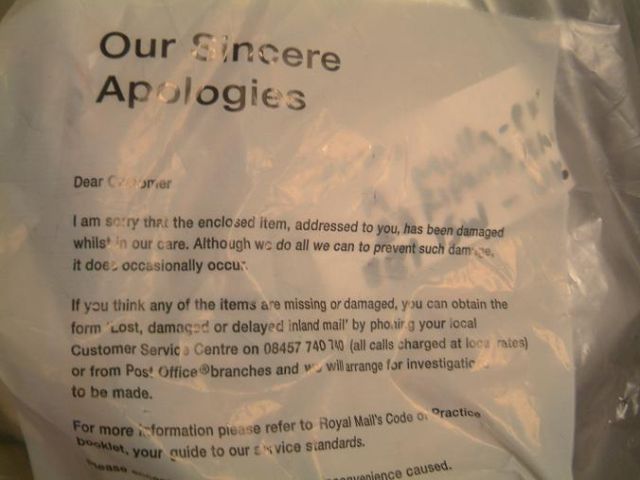 Our Sincere
Apologies
Dear Customer
I am sorry that the enclosed item, addressed to you, has been damaged
whilst in our care. Although we do all we can to prevent such damage,
it does occasionally occur.
If you think any of the items are missing or damaged, you can obtain the
form 'Lost, damaged or delayed inland mail' by phoning your local
Customer Service Centre on 08457 740 740 (all calls charged at local rates)
or from Post Office® branches and we will arrange for investigation
to be made.
For more information please refer to Royal Mail's Code of Practice
booklet, your guide to our service standards.
Please inconvenience caused.